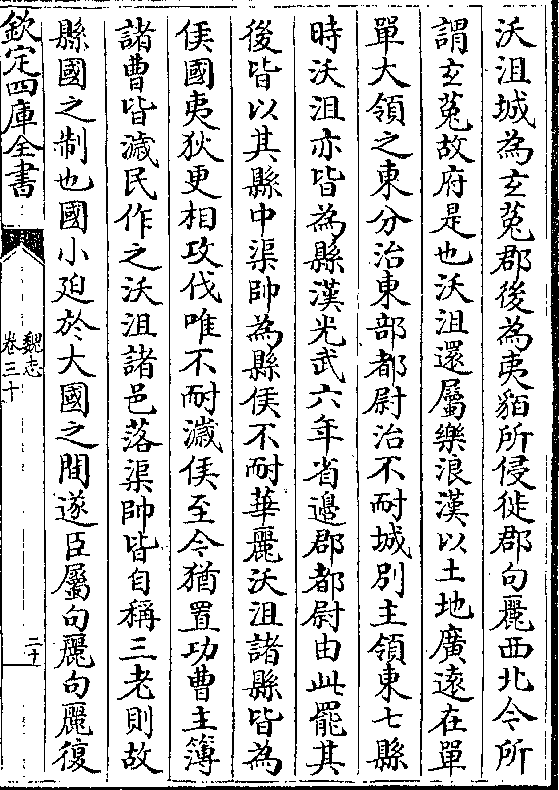 沃沮城為玄菟郡後為夷貊所侵徙郡句麗西北今所
謂玄菟故府是也沃沮還屬樂浪漢以土地廣遠在單
單大領之東分治東部都尉治不耐城別主領東七縣
時沃沮亦皆為縣漢光武六年省邊郡都尉由此罷其
後皆以其縣中渠帥為縣侯不耐華麗沃沮諸縣皆為
侯國夷狄更相攻伐唯不耐濊侯至今猶置功曹主簿
諸曹皆濊民作之沃沮諸邑落渠帥皆自稱三老則故
縣國之制也國小廹於大國之間遂臣屬句麗句麗復
欽定四庫全書
魏志
卷三十
二十